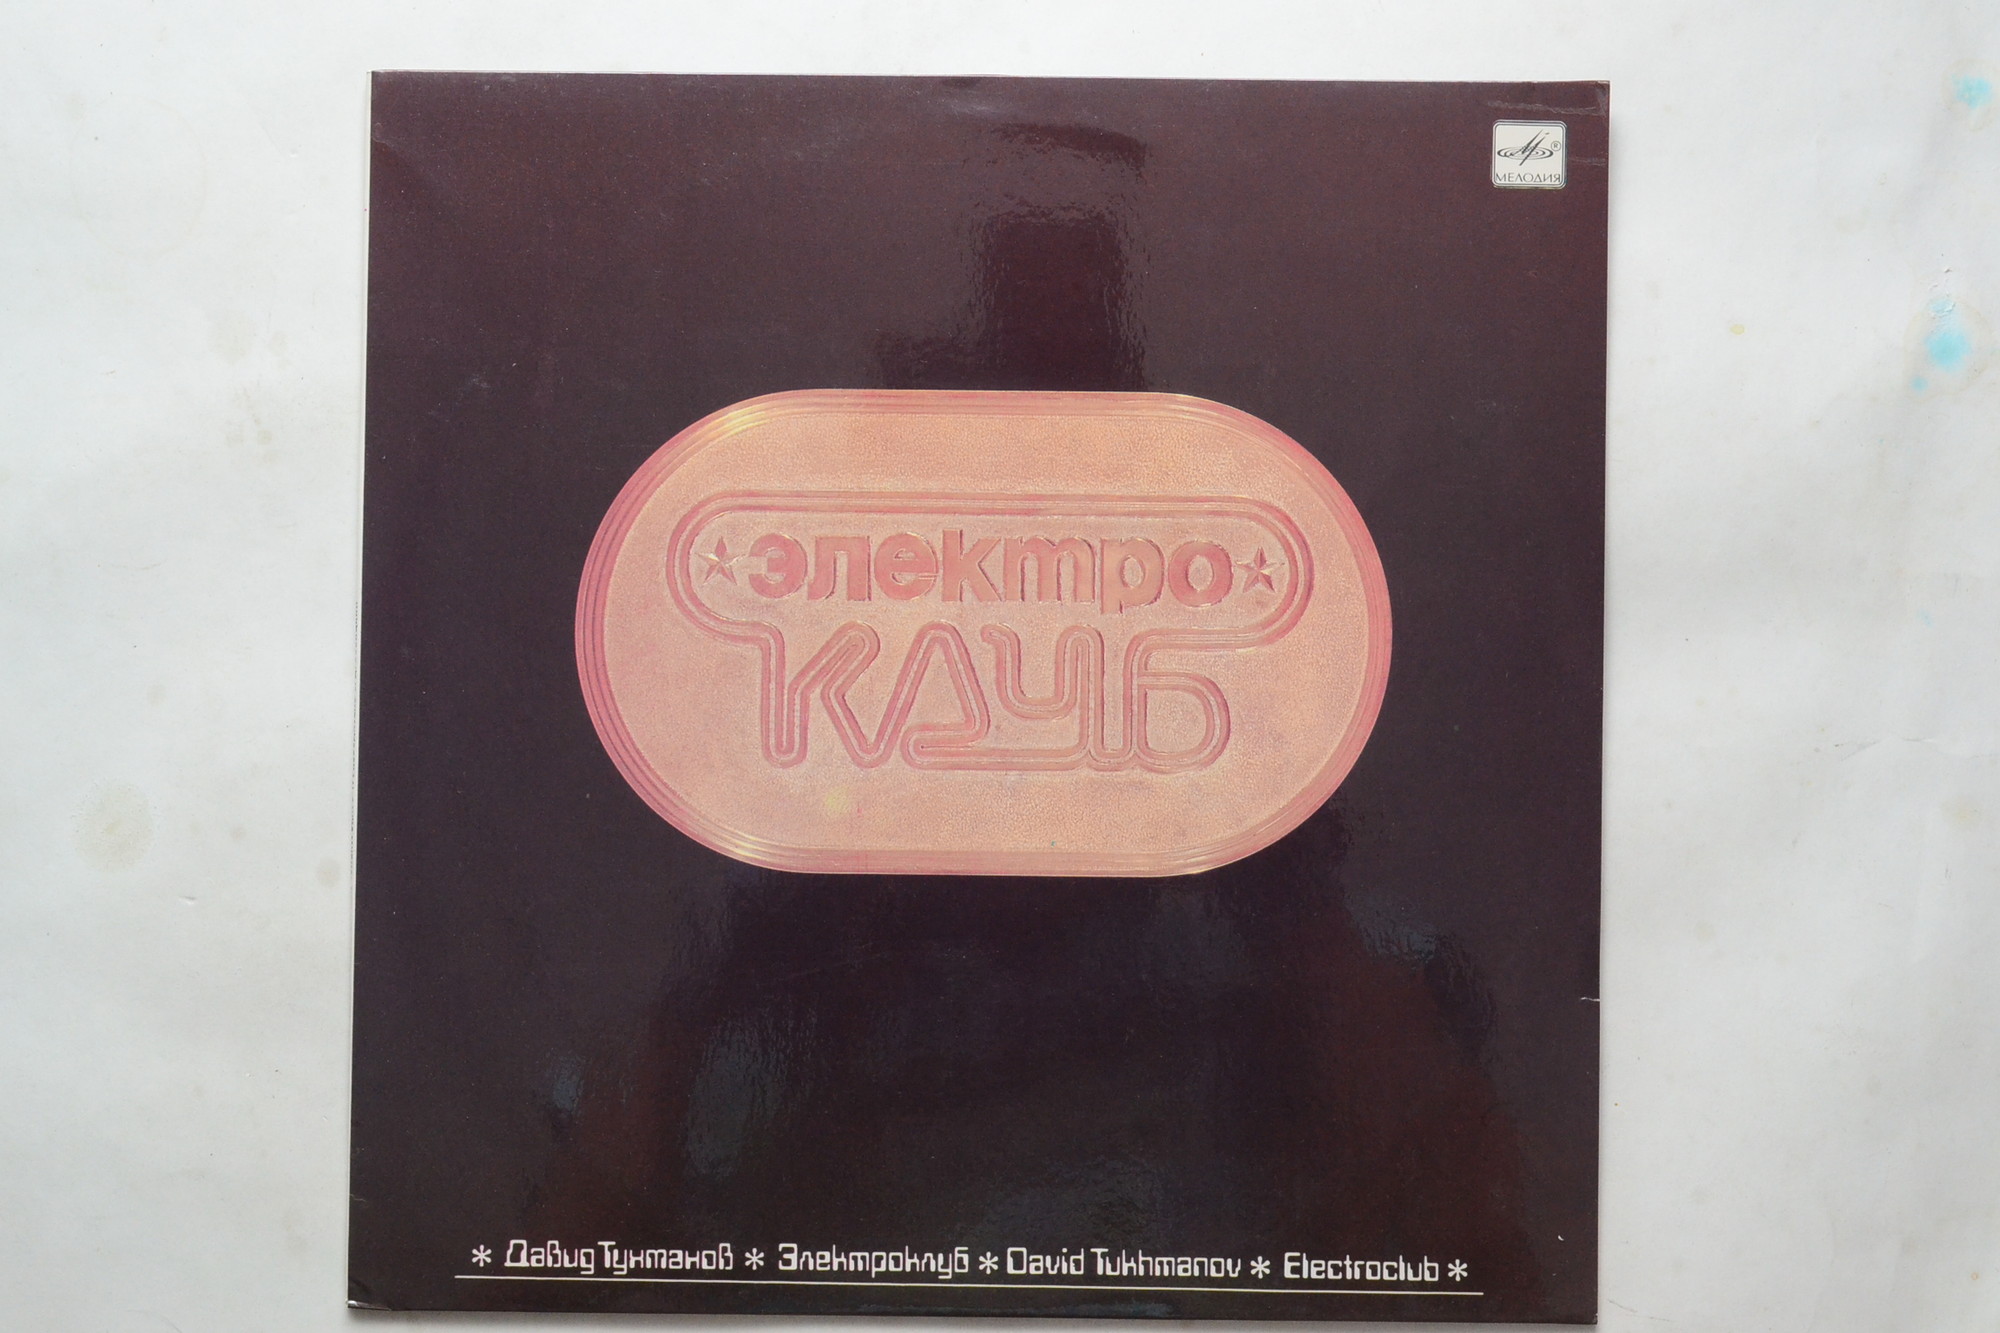 МЕЛОДИЯ
электро
КЛУБ
* Давид Тухманов * Электроклуб * David Tukhmanov * Electroclub *